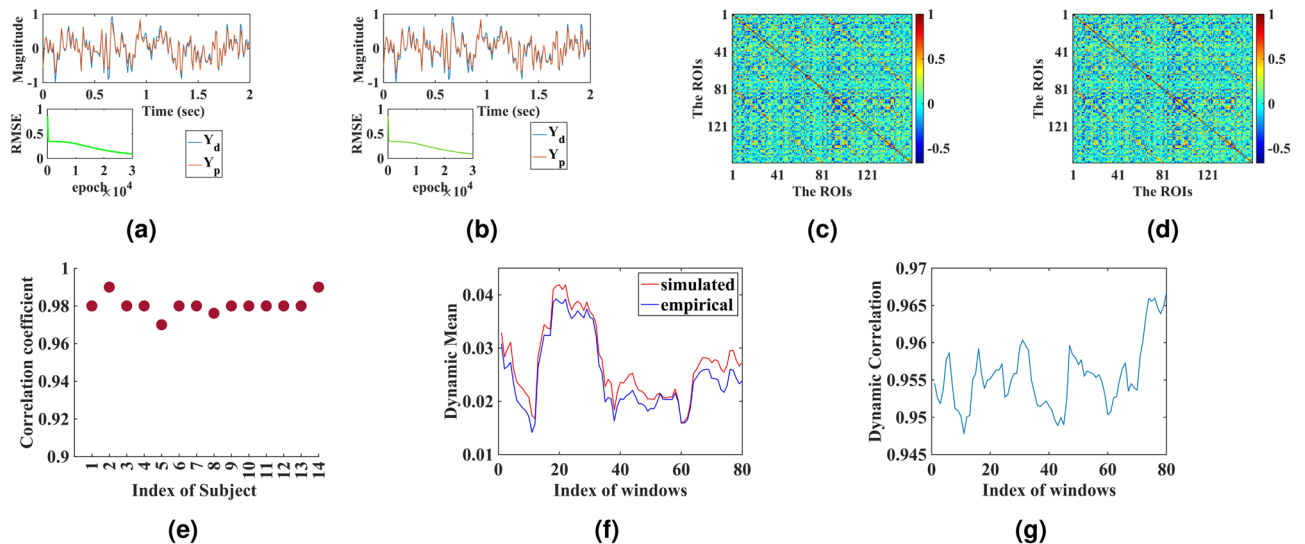 1
0
-1
Magnitude
0 0.5 1 1.5 2
Time (sec)
1
0.5
0
RMSE
0 1 2 3
epoch ×10^4
Y_d
Y_p
(a)
1
0
-1
Magnitude
0 0.5 1 1.5 2
Time (sec)
1
0.5
0
RMSE
0 1 2 3
epoch ×10^4
Y_d
Y_p
(b)
1
41
81
121
The ROIs
1 41 81 121
The ROIs
1
0.5
0
-0.5
(c)
1
41
81
121
The ROIs
1 41 81 121
The ROIs
1
0.5
0
-0.5
(d)
1
0.98
0.96
0.94
0.92
0.9
Correlation coefficient
1 2 3 4 5 6 7 8 9 10 11 12 13 14
Index of Subject
(e)
0.04
0.03
0.02
0.01
Dynamic Mean
simulated
empirical
0 20 40 60 80
Index of windows
(f)
0.97
0.965
0.96
0.955
0.95
0.945
Dynamic Correlation
0 20 40 60 80
Index of windows
(g)